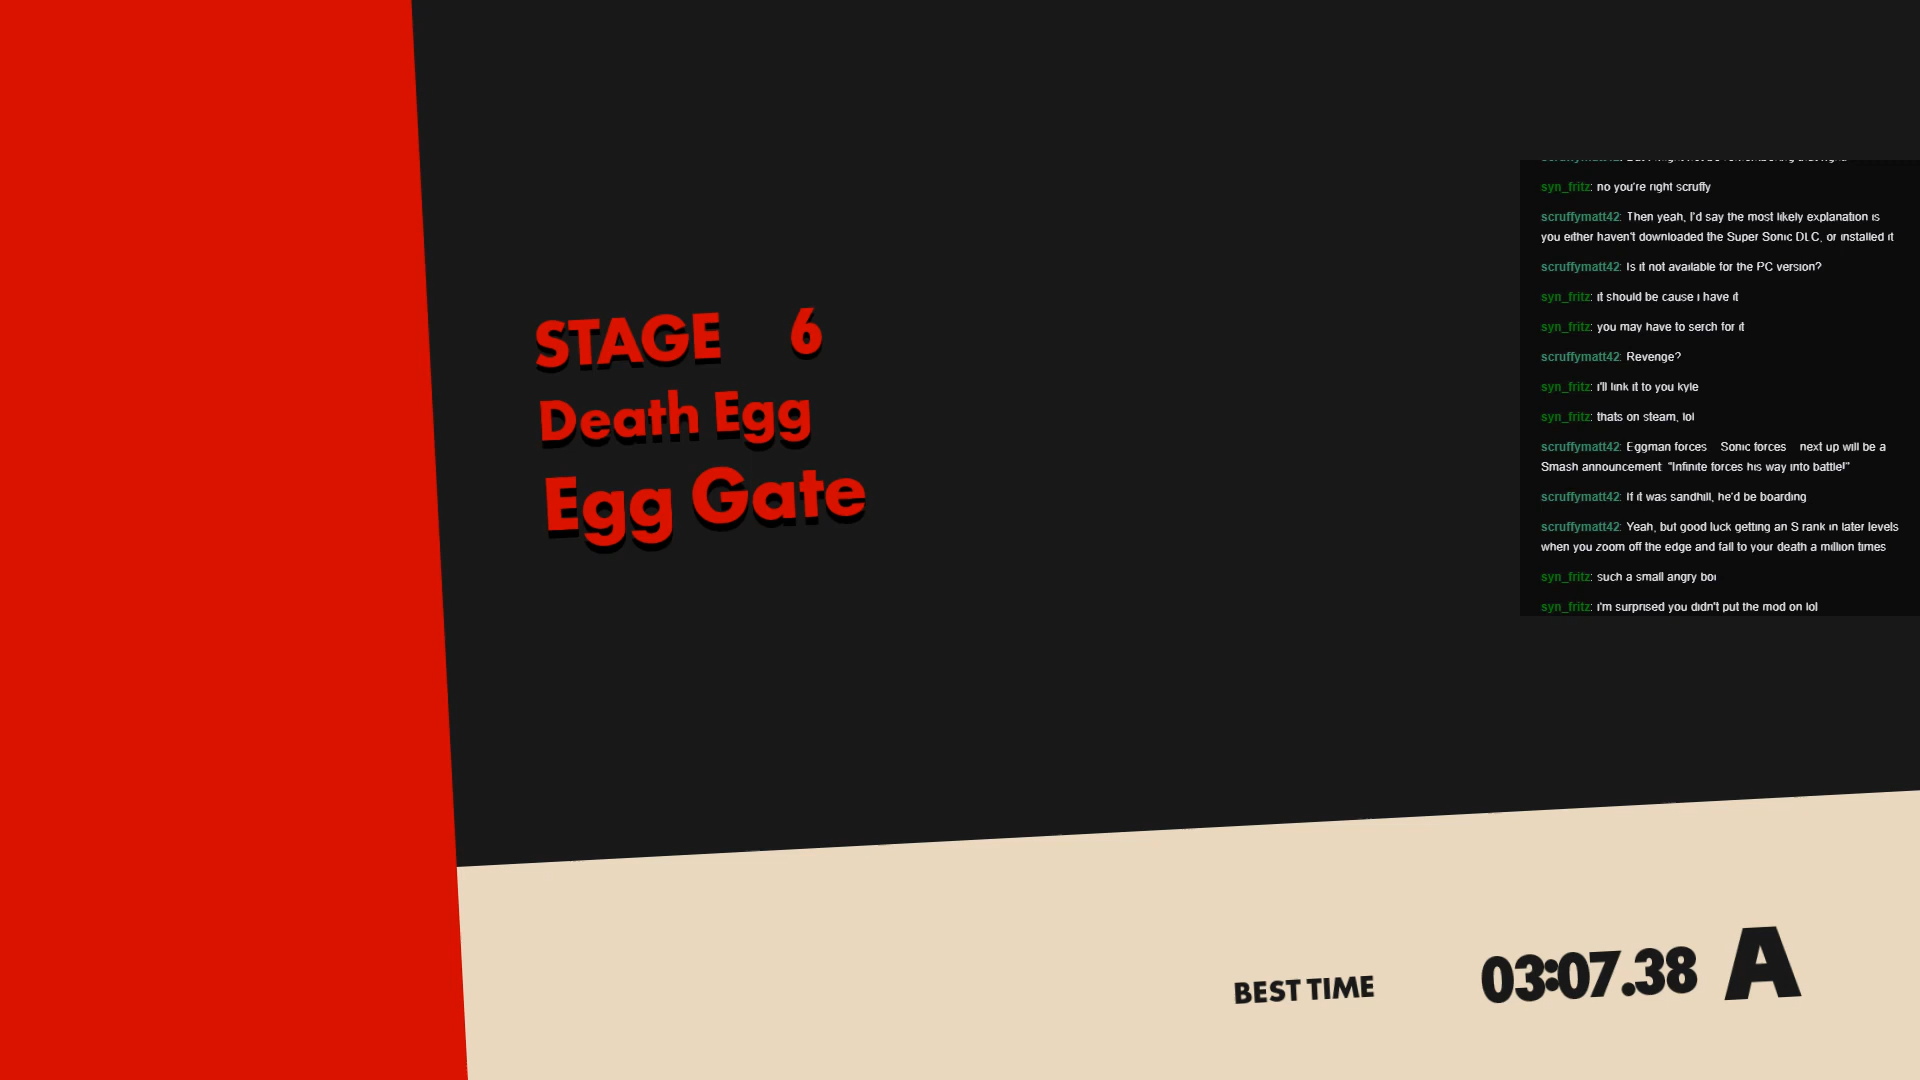 STAGE 6
Death Egg
Egg Gate
syn_fritz: no you're right scruffy
scruffymatt42: Then yeah, I'd say the most likely explanation is
you either haven't downloaded the Super Sonic DLC, or installed it
scruffymatt42: Is it not available for the PC version?
syn_fritz: it should be cause i have it
syn_fritz: you may have to serch for it
scruffymatt42: Revenge?
syn_fritz: i'll link it to you kyle
syn_fritz: thats on steam, lol
scruffymatt42: Eggman forces Sonic forces next up will be a
Smash announcement "Infinite forces his way into battle!"
scruffymatt42: If it was sandhill, he'd be boarding
scruffymatt42: Yeah, but good luck getting an S rank in later levels
when you zoom off the edge and fall to your death a million times
syn_fritz: such a small angry boi
syn_fritz: i'm surprised you didn't put the mod on lol
BEST TIME 03:07.38 A